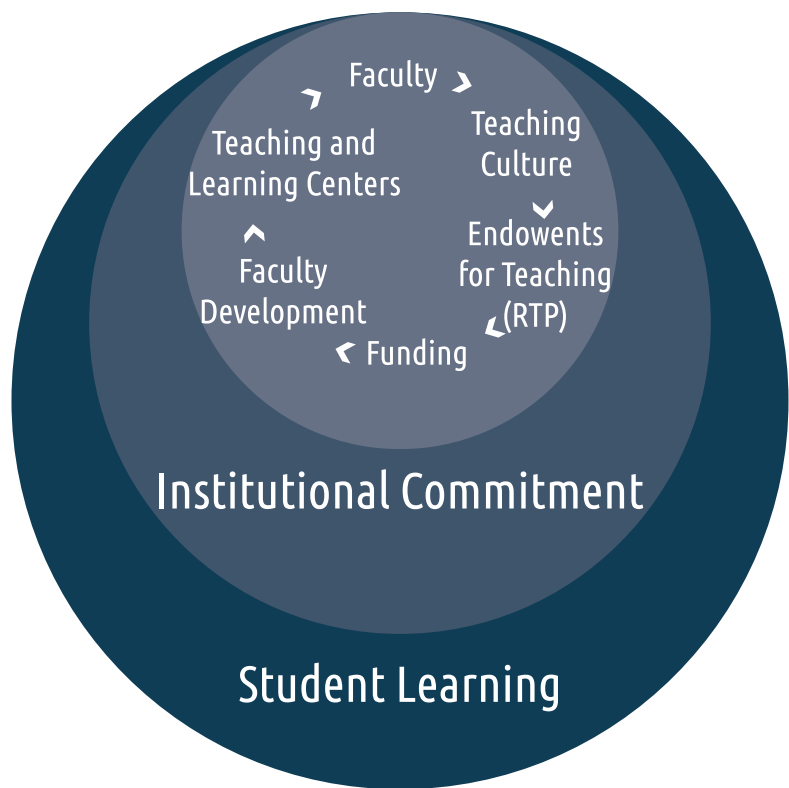 Faculty
Teaching
Culture
Endowents
for Teaching
(RTP)
Funding
Faculty
Development
Teaching and
Learning Centers
Institutional Commitment
Student Learning